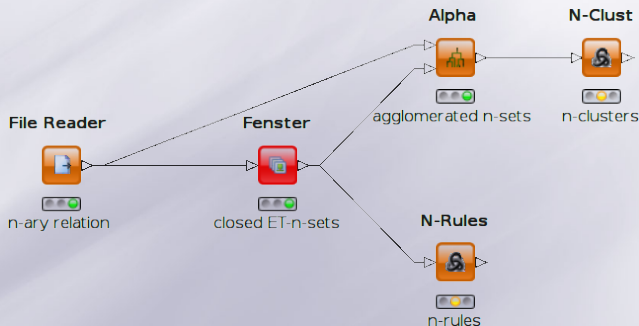 Alpha
N-Clust
agglomerated n-sets
n-clusters
File Reader
Fenster
n-ary relation
closed ET-n-sets
N-Rules
n-rules